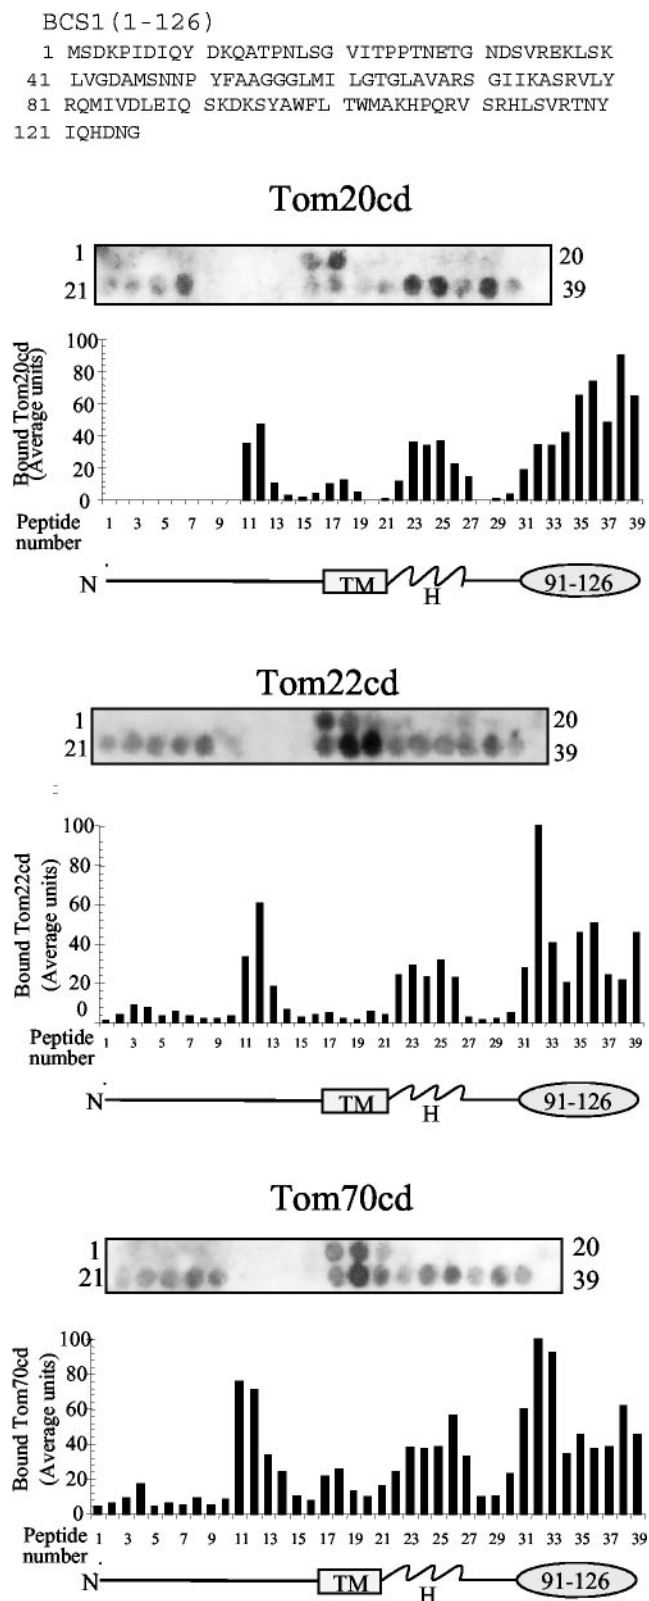 BCS1(1-126)
1 MSDKPIDIQY DKQATPNLSG VITPPTNETG NDSVREKLSK
41 LVGDAMSNNP YFAAGGGLMI LGTGLAVARS GIIKASRVLY
81 RQMIVDLEIQ SKDKSYAWFL TWMAKHPQRV SRHLSVRTNY
121 IQHDNG
Tom20cd
1 20
21 39
Bound Tom20cd
(Average units)
100
80
60
40
20
0
Peptide number 1 3 5 7 9 11 13 15 17 19 21 23 25 27 29 31 33 35 37 39
N TM H 91-126
Tom22cd
1 20
21 39
Bound Tom22cd
(Average units)
100
80
60
40
20
0
Peptide number 1 3 5 7 9 11 13 15 17 19 21 23 25 27 29 31 33 35 37 39
N TM H 91-126
Tom70cd
1 20
21 39
Bound Tom70cd
(Average units)
100
80
60
40
20
0
Peptide number 1 3 5 7 9 11 13 15 17 19 21 23 25 27 29 31 33 35 37 39
N TM H 91-126